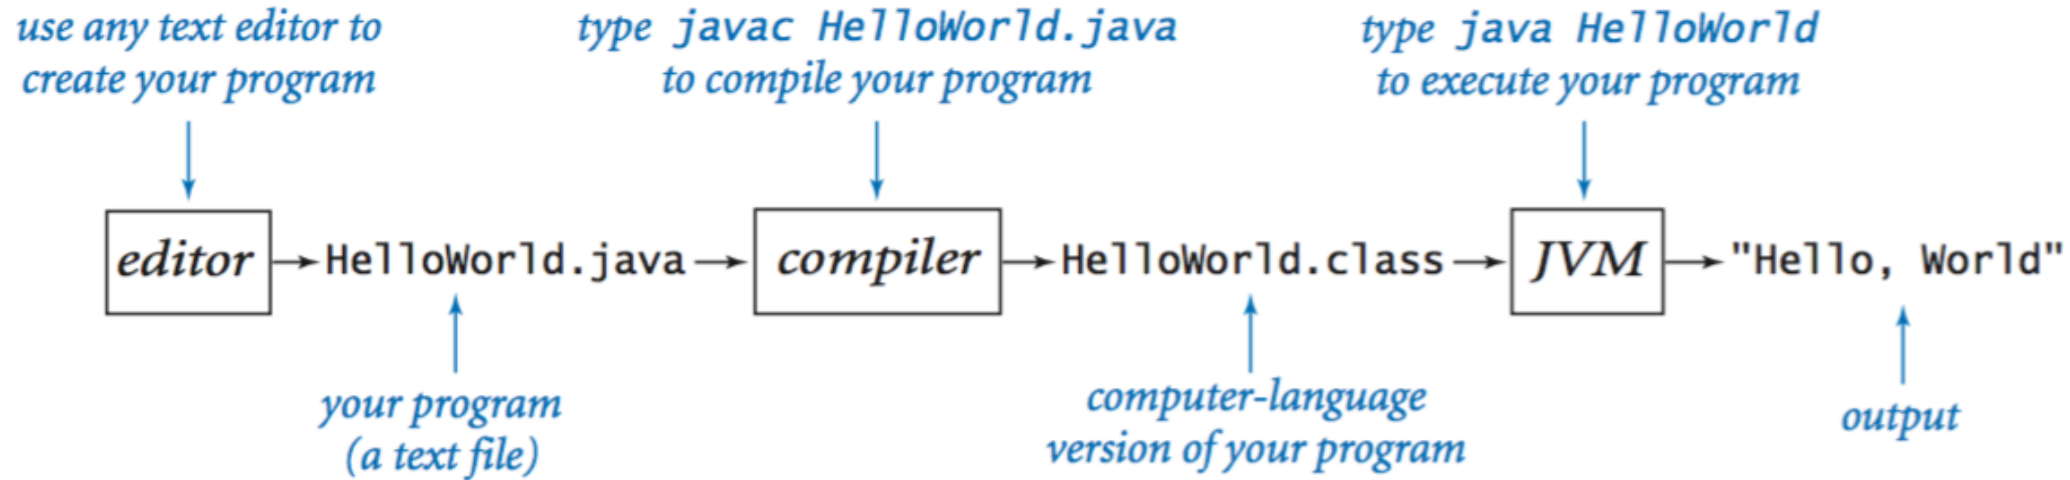 use any text editor to
create your program
type javac HelloWorld.java
to compile your program
type java HelloWorld
to execute your program
editor
HelloWorld.java
compiler
HelloWorld.class
JVM
"Hello, World"
your program
(a text file)
computer-language
version of your program
output